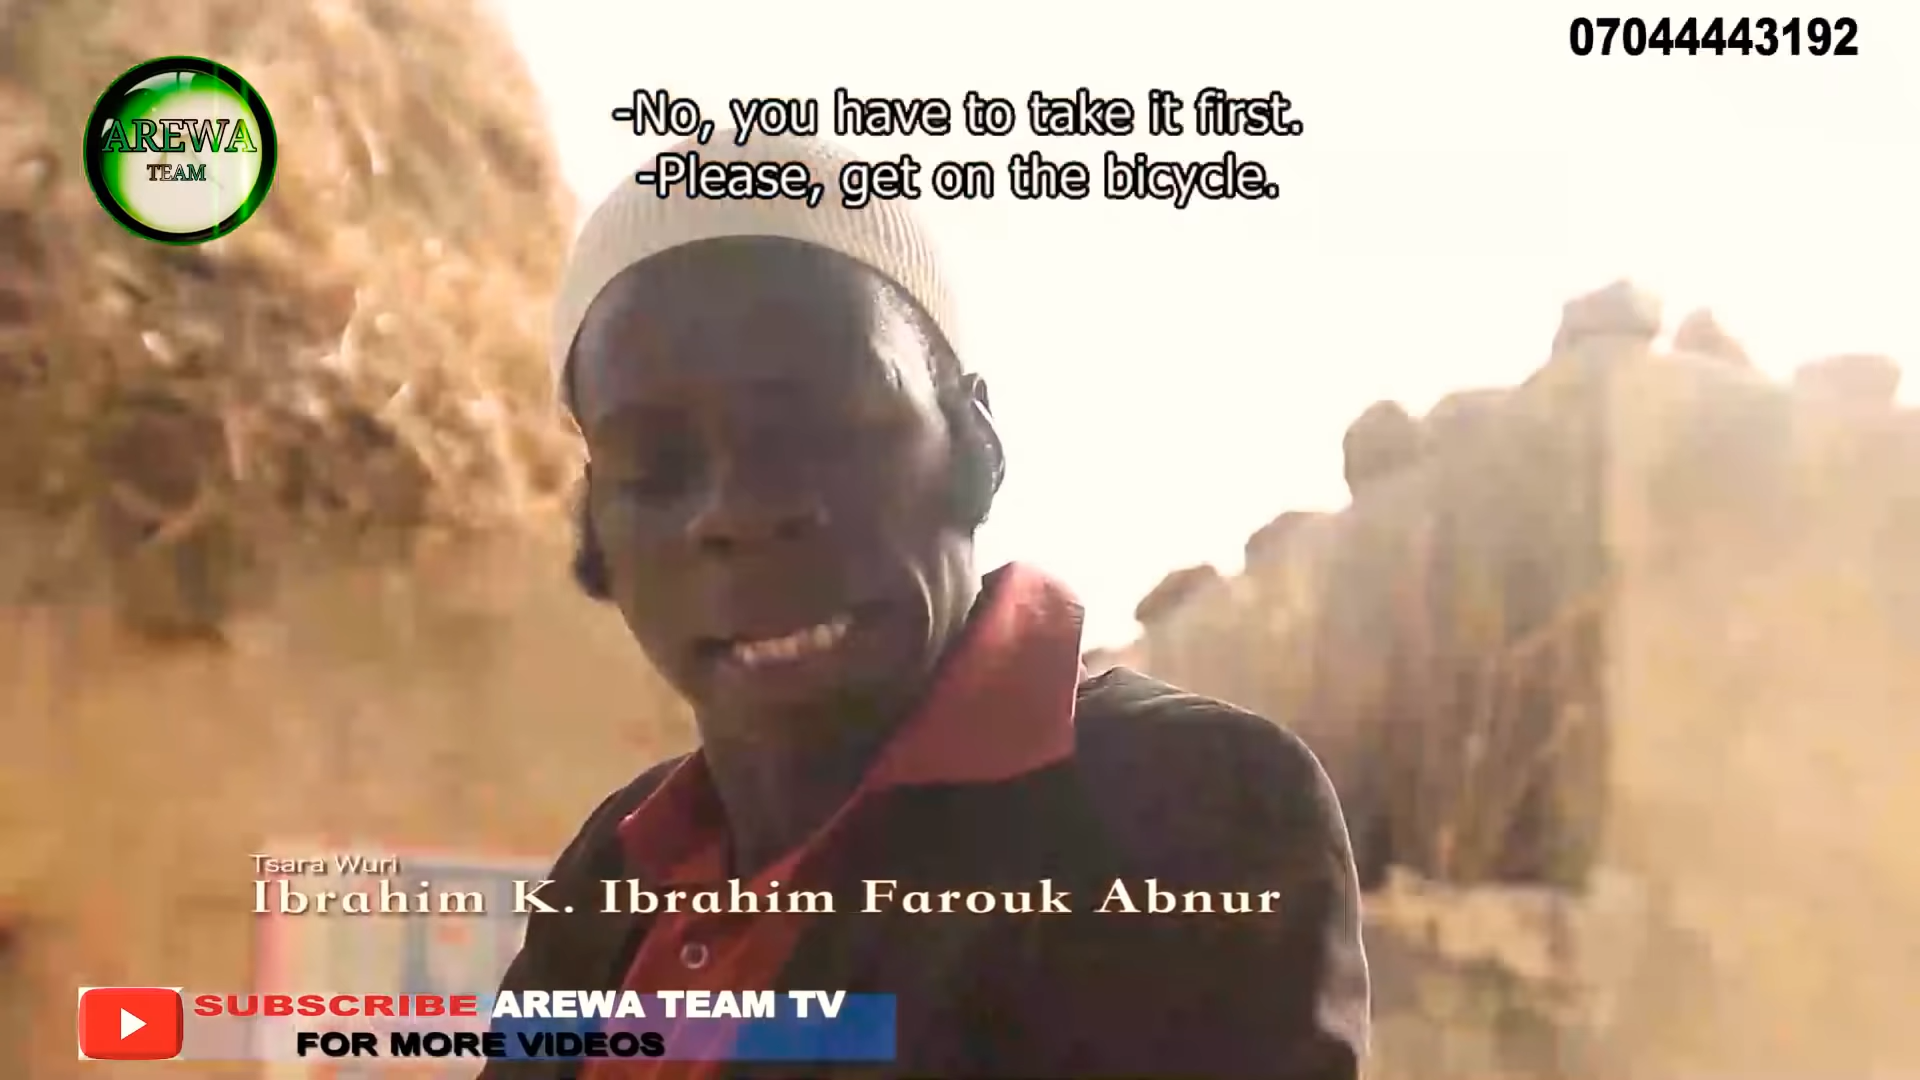 07044443192
AREWA
TEAM
-No, you have to take it first.
-Please, get on the bicycle.
Tsara Wuri
Ibrahim K. Ibrahim Farouk Abnur
SUBSCRIBE AREWA TEAM TV
FOR MORE VIDEOS